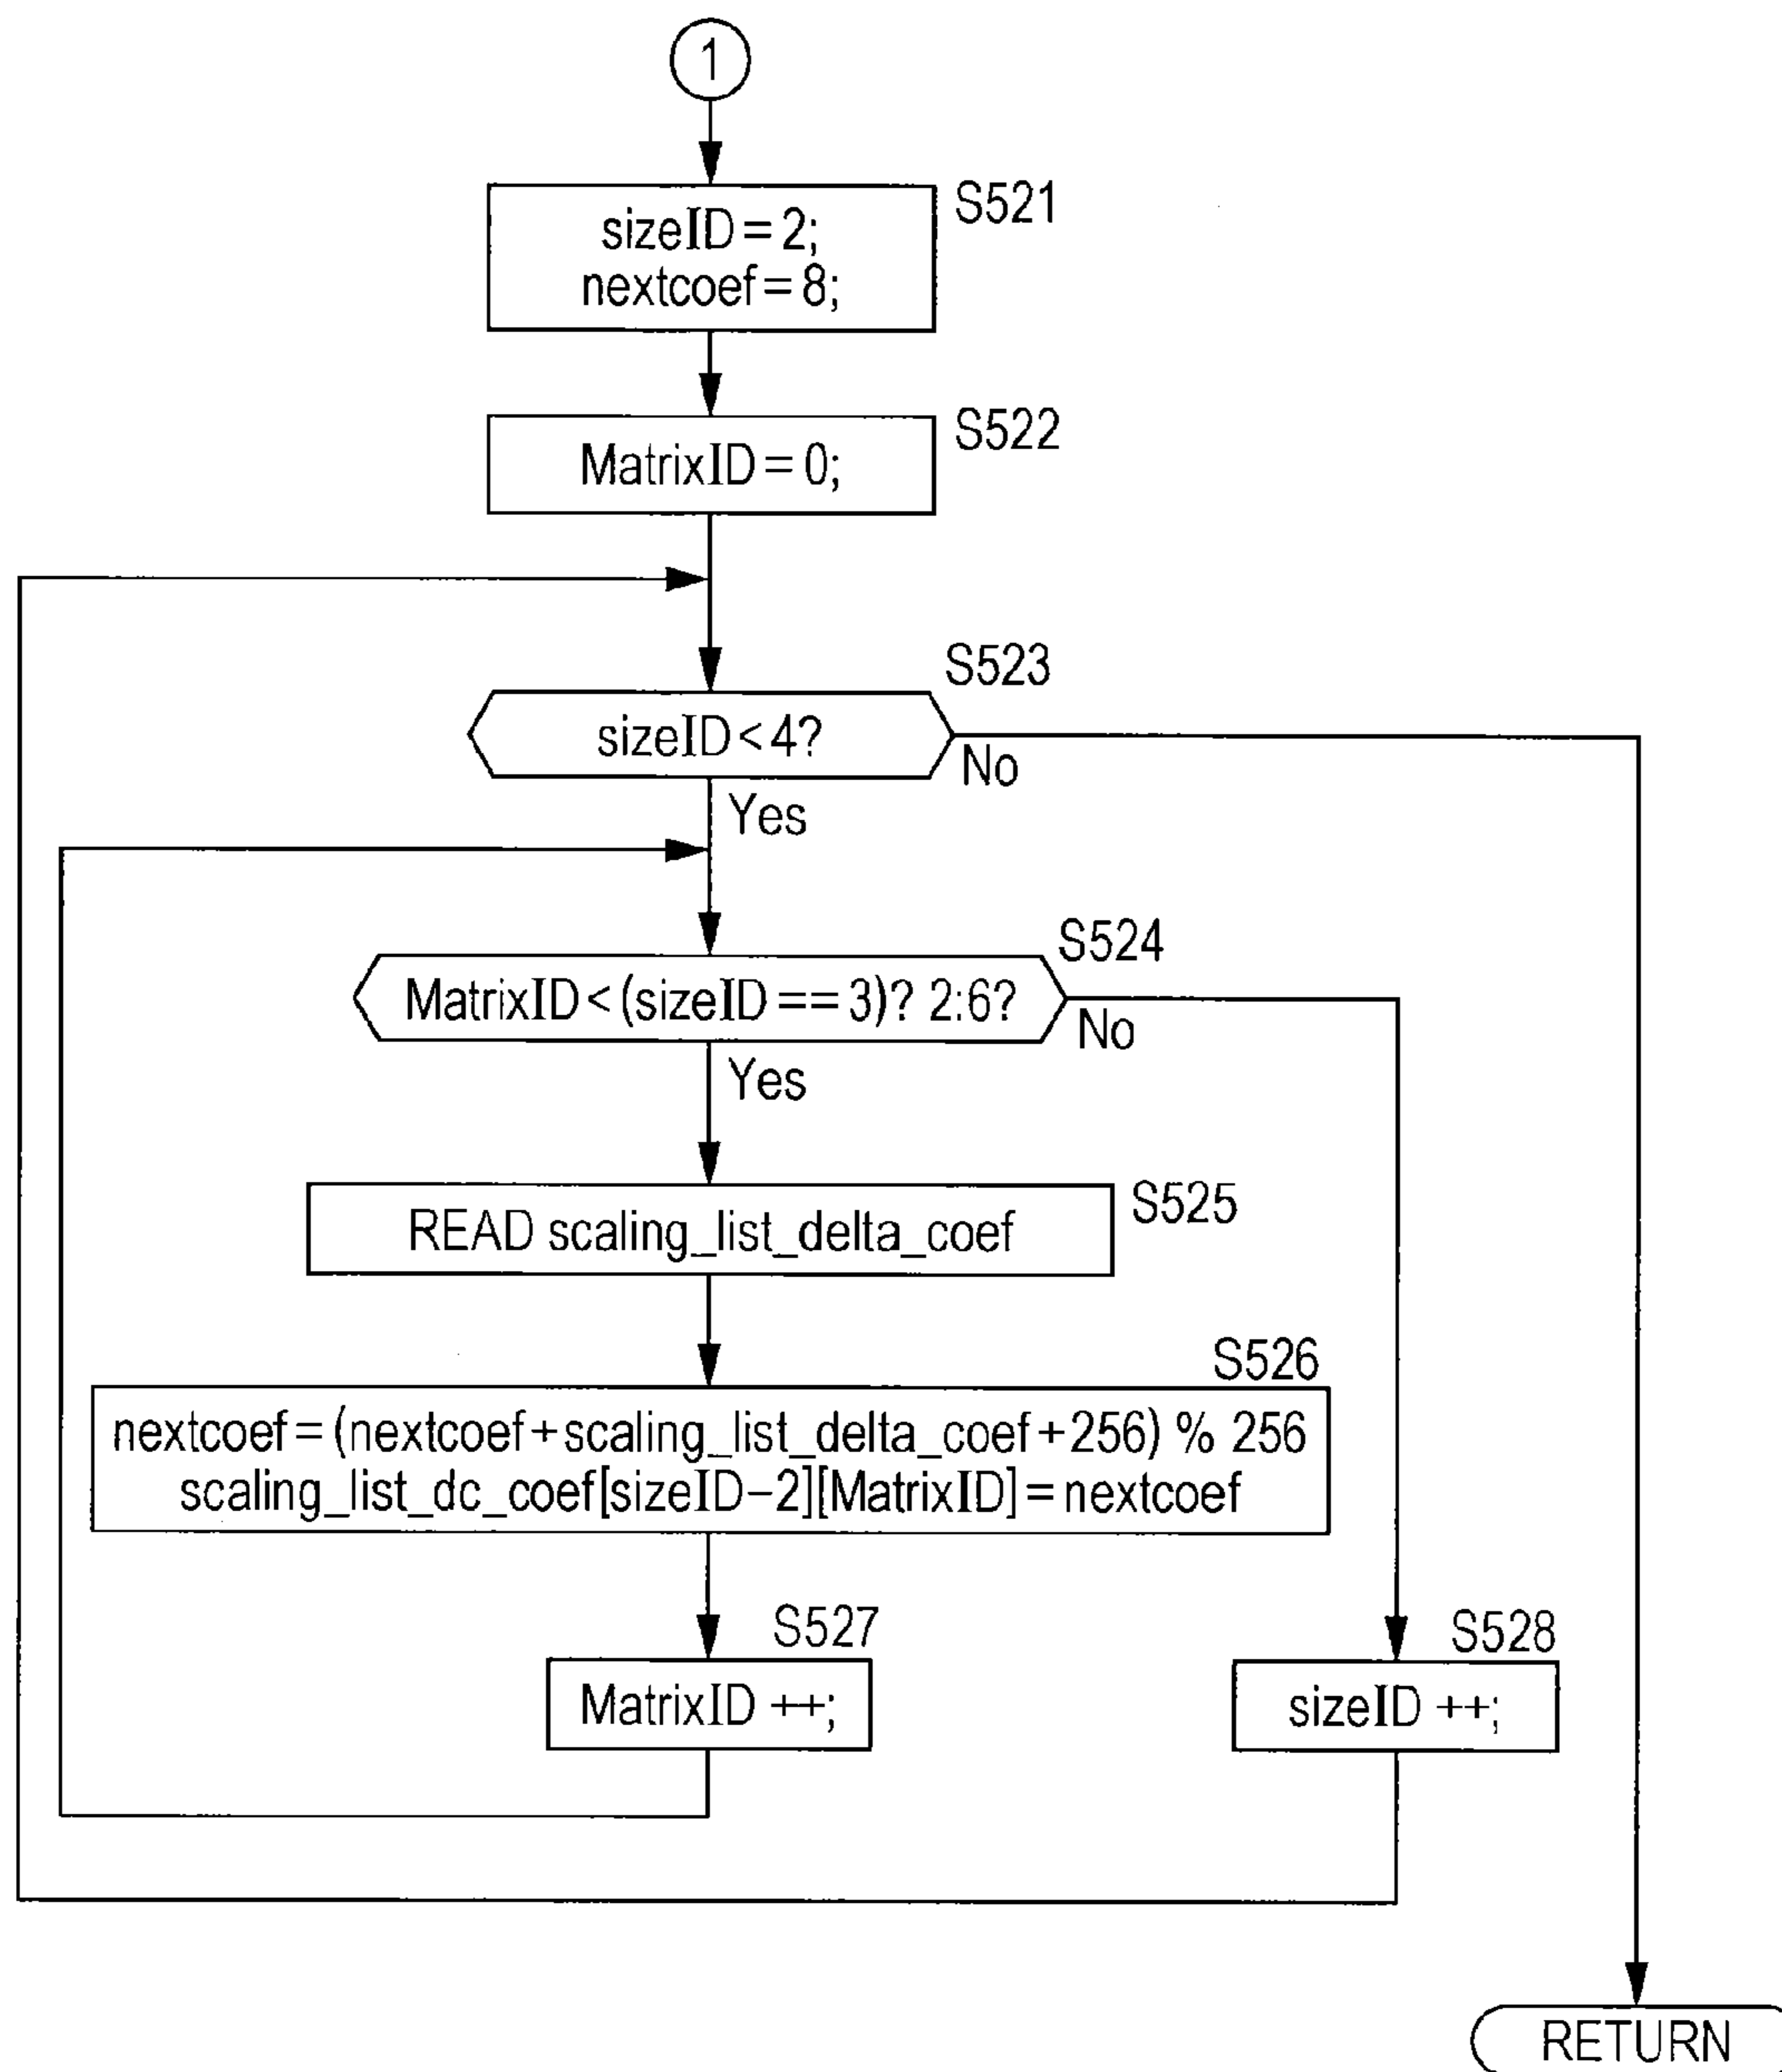 1
S521
sizeID = 2;
nextcoef = 8;
S522
MatrixID = 0;
S523
sizeID < 4?
No
Yes
S524
MatrixID < (sizeID == 3)? 2:6?
No
Yes
S525
READ scaling_list_delta_coef
S526
nextcoef = (nextcoef + scaling_list_delta_coef + 256) % 256
scaling_list_dc_coef[sizeID−2][MatrixID] = nextcoef
S527
MatrixID ++;
S528
sizeID ++;
RETURN